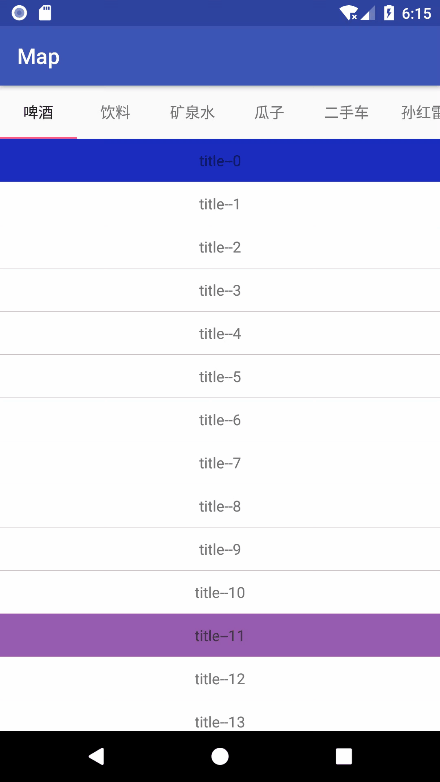 6:15
Map
啤酒 饮料 矿泉水 瓜子 二手车 孙红雷
title--0
title--1
title--2
title--3
title--4
title--5
title--6
title--7
title--8
title--9
title--10
title--11
title--12
title--13